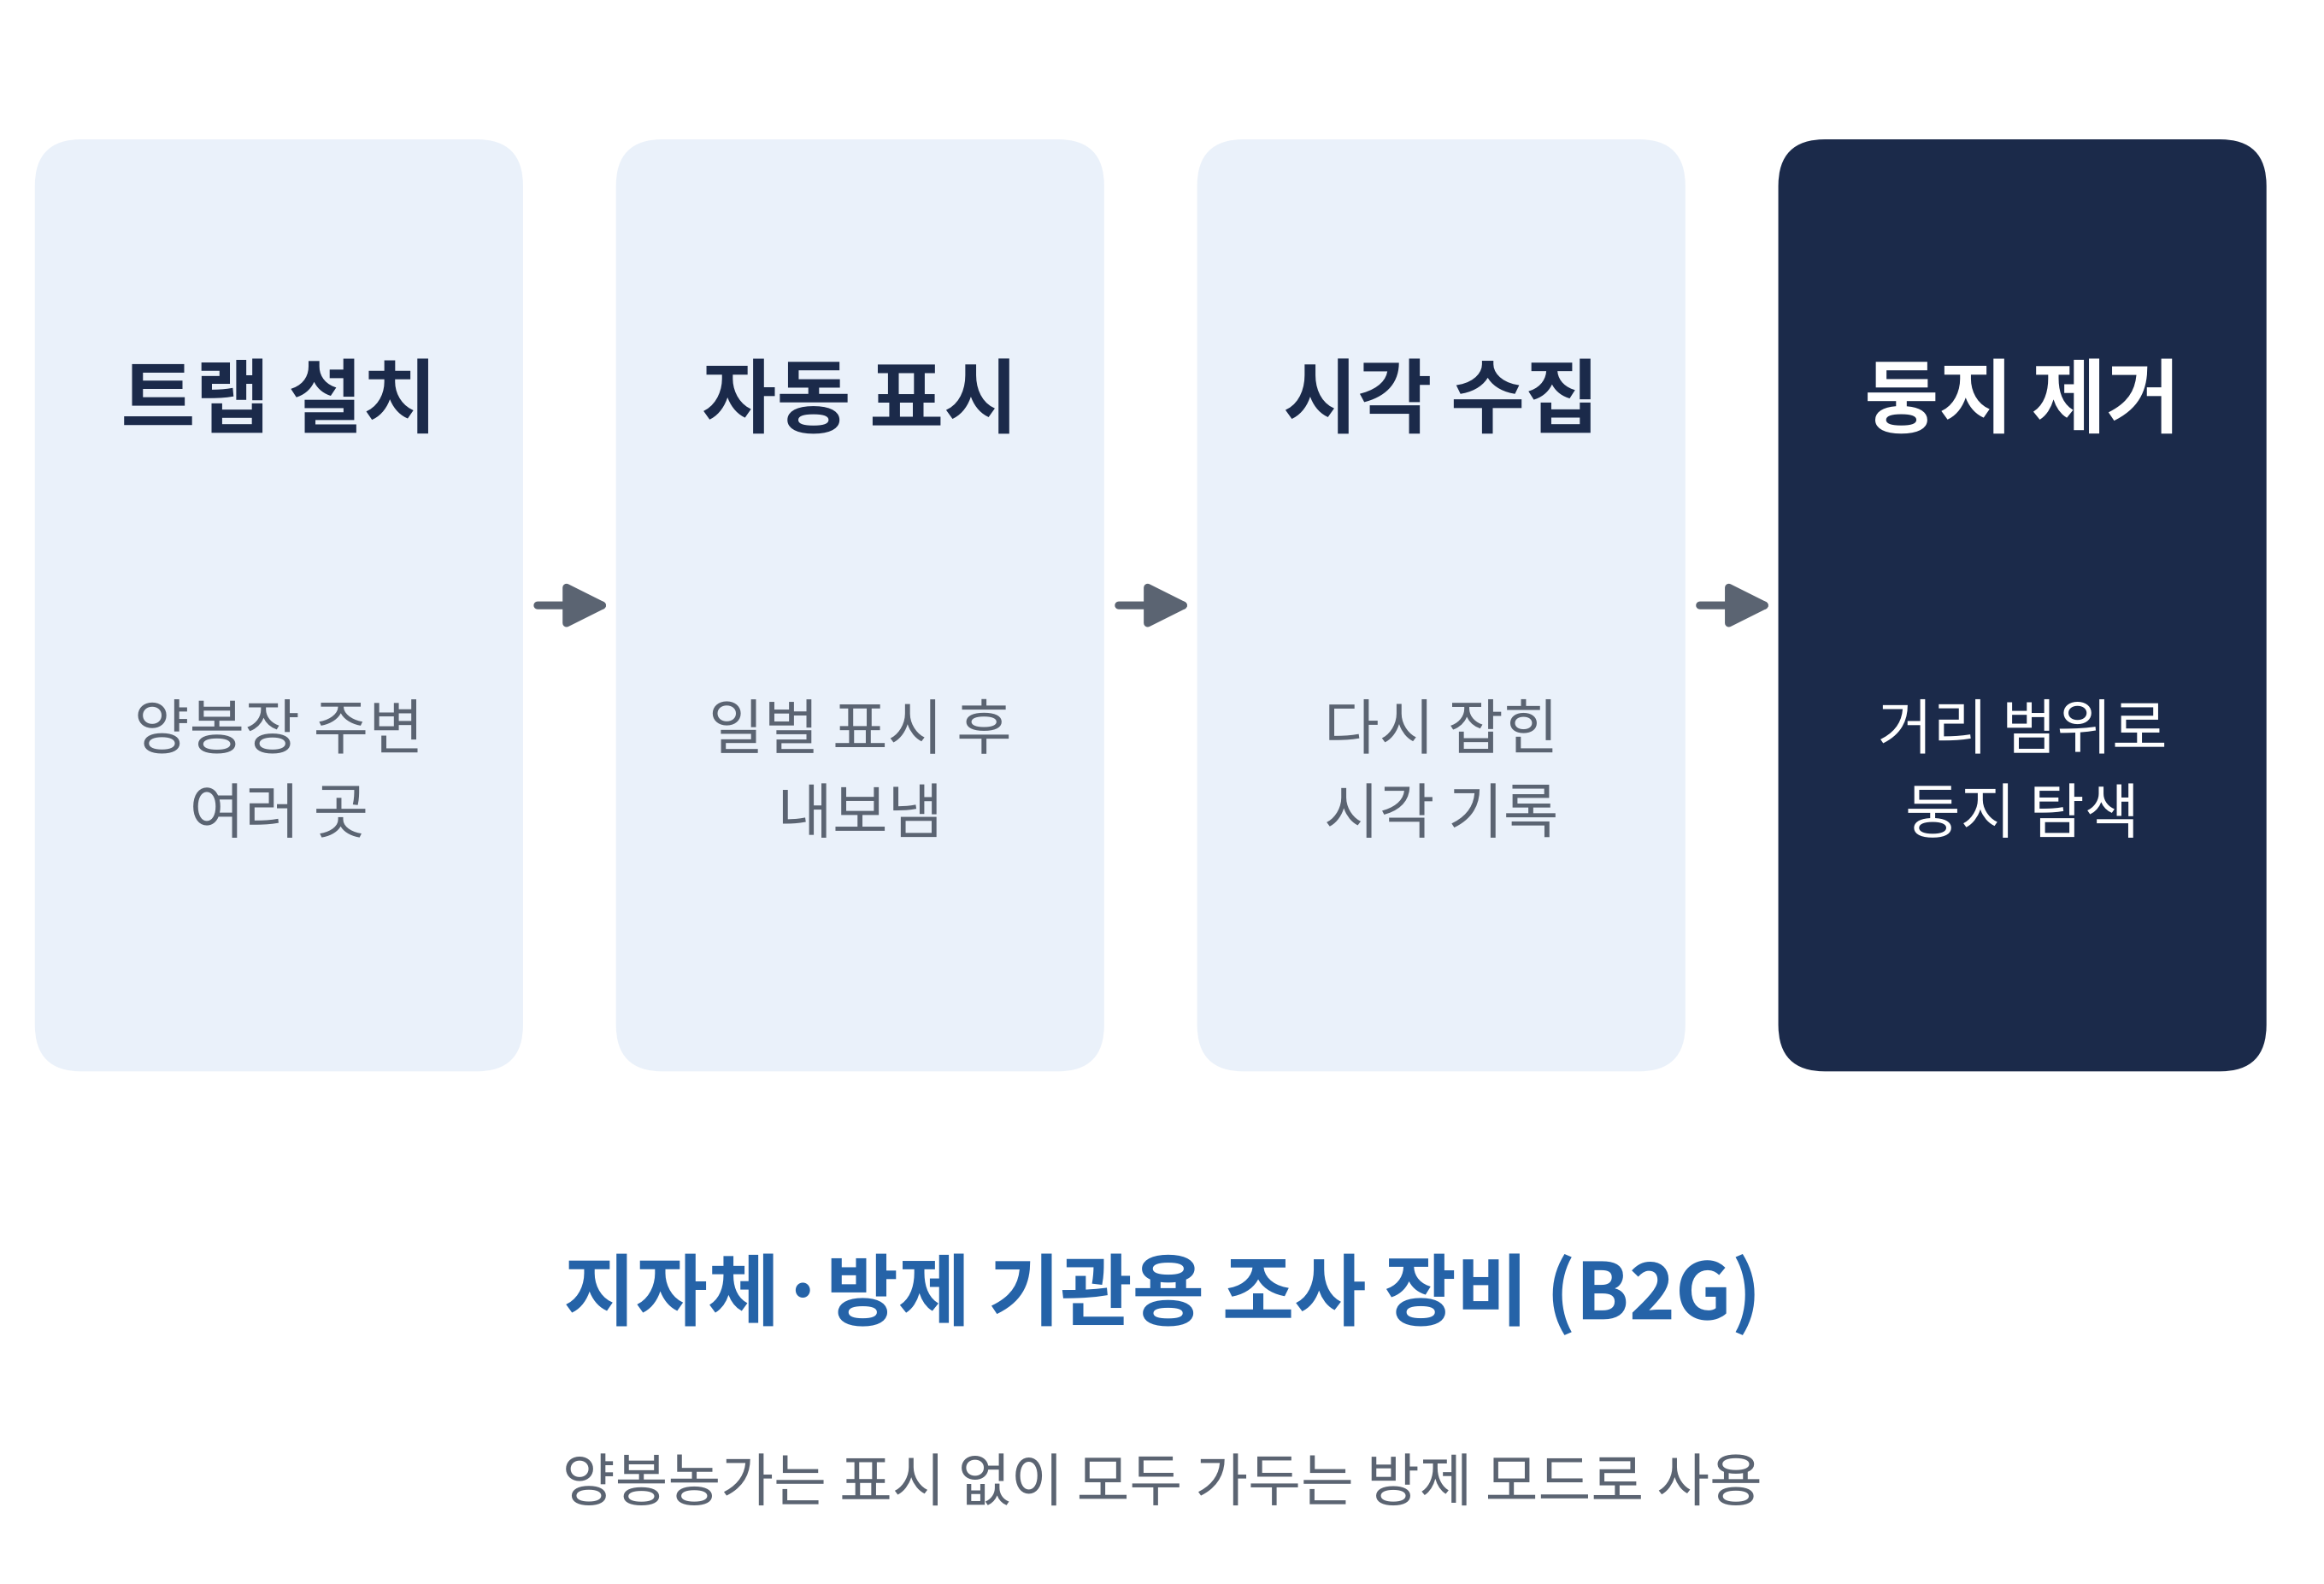 트랩 설치
양봉장 주변
여러 곳
자동 표시
일벌 표시 후
내보냄
시각 수집
다시 잡힌
시각 기록
둥지 제거
거리 범위로
둥지 탐색
지자체· 방제 기관용 조사 장비 (B2G)
양봉농가는 표시 없이 모두 가두는 방제 모드로 사용